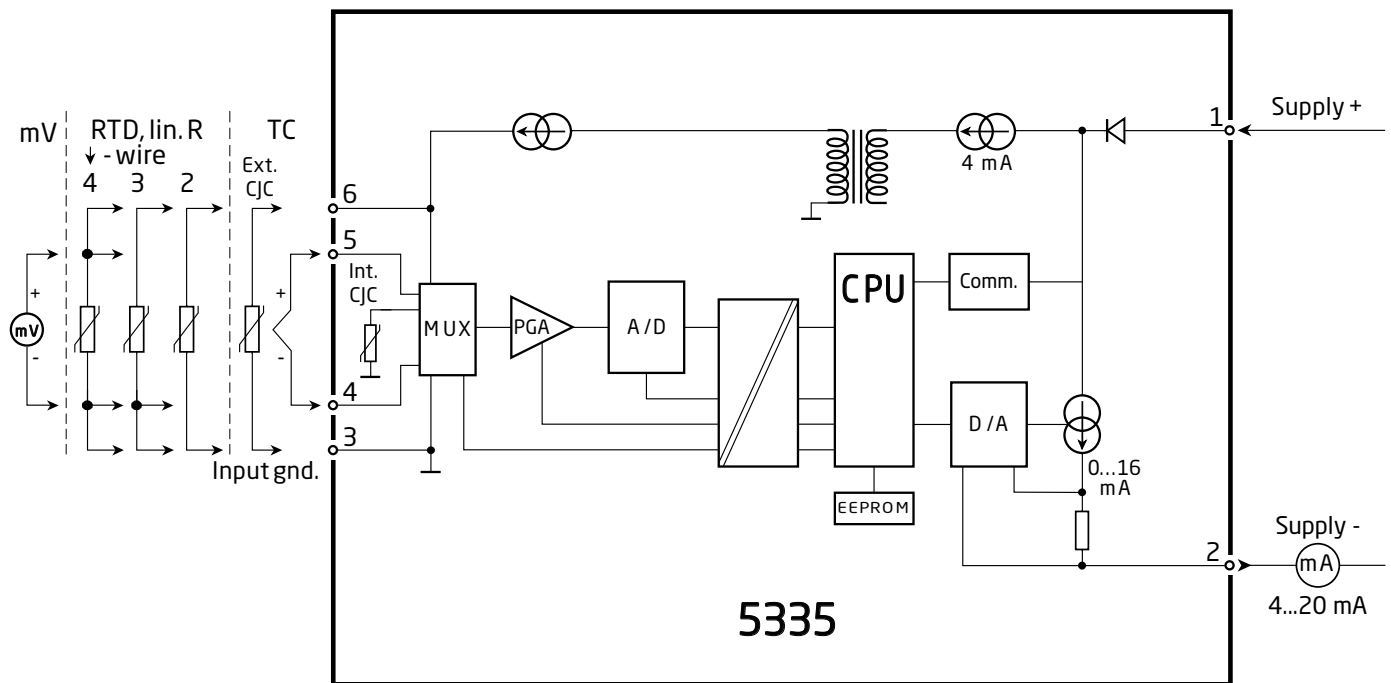 mV
RTD, lin. R
- wire
4 3 2
TC
Ext.
CJC
+
-
mV
+
-
Input gnd.
6
5
4
3
Int.
CJC
MUX
PGA
A/D
CPU
EEPROM
Comm.
D/A
4 mA
0...16
mA
1
Supply +
2
Supply -
mA
4...20 mA
5335